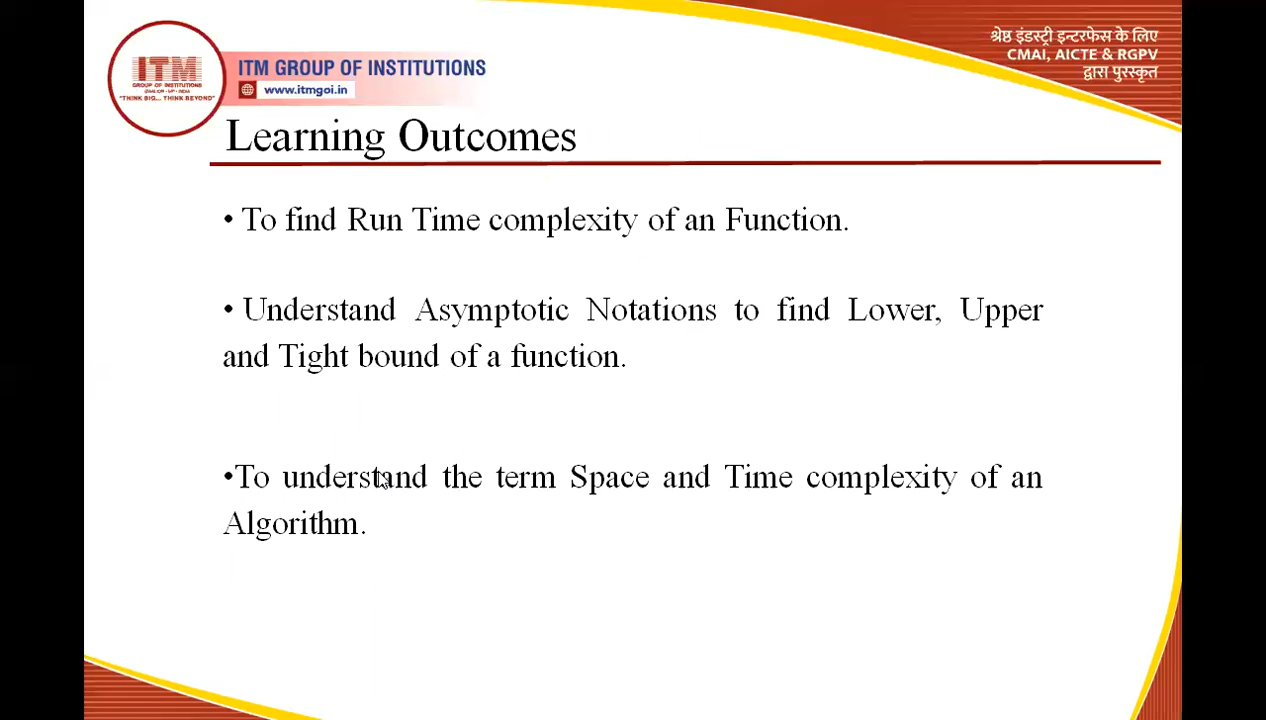 ITM
GROUP OF INSTITUTIONS
GWALIOR • MP • INDIA
"THINK BIG... THINK BEYOND"
ITM GROUP OF INSTITUTIONS
www.itmgoi.in
श्रेष्ठ इंडस्ट्री इन्टरफेस के लिए
CMAI, AICTE & RGPV
द्वारा पुरस्कृत
Learning Outcomes
• To find Run Time complexity of an Function.
• Understand Asymptotic Notations to find Lower, Upper
and Tight bound of a function.
•To understand the term Space and Time complexity of an
Algorithm.